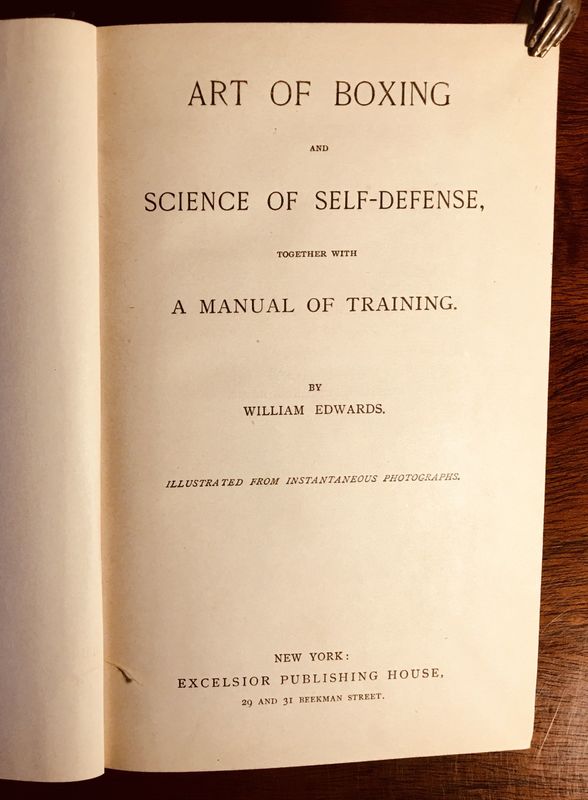 ART OF BOXING
AND
SCIENCE OF SELF-DEFENSE,
TOGETHER WITH
A MANUAL OF TRAINING.
BY
WILLIAM EDWARDS.
ILLUSTRATED FROM INSTANTANEOUS PHOTOGRAPHS.
NEW YORK:
EXCELSIOR PUBLISHING HOUSE,
29 AND 31 BEEKMAN STREET.